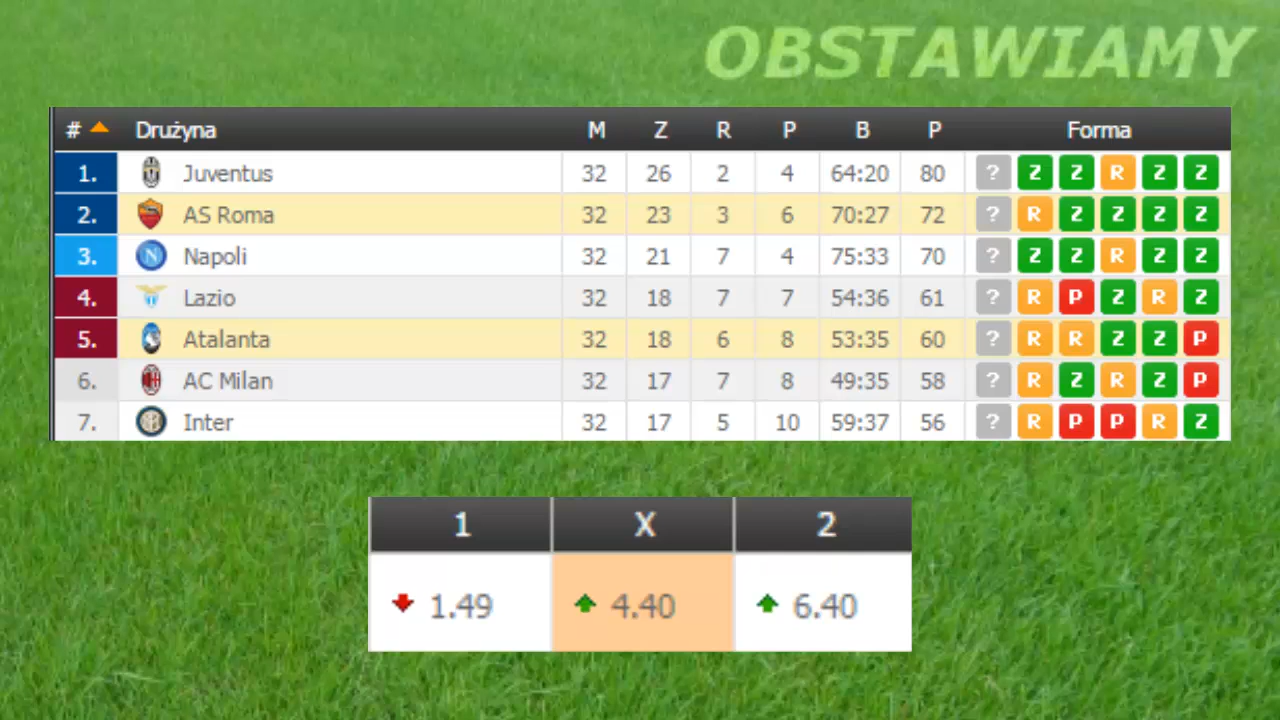 OBSTAWIAMY
# Drużyna M Z R P B P Forma
1. Juventus 32 26 2 4 64:20 80 ? Z Z R Z Z
2. AS Roma 32 23 3 6 70:27 72 ? R Z Z Z Z
3. N Napoli 32 21 7 4 75:33 70 ? Z Z R Z Z
4. Lazio 32 18 7 7 54:36 61 ? R P Z R Z
5. Atalanta 32 18 6 8 53:35 60 ? R R Z Z P
6. AC Milan 32 17 7 8 49:35 58 ? R Z R Z P
7. Inter 32 17 5 10 59:37 56 ? R P P R Z
1 X 2
1.49 4.40 6.40